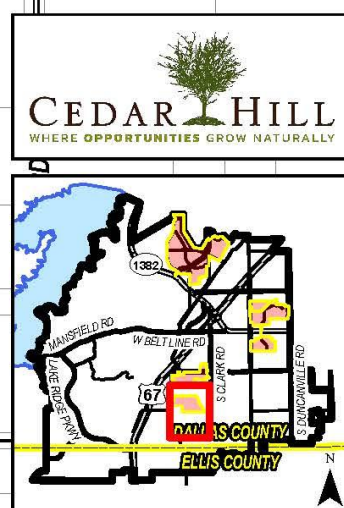 CEDAR HILL
WHERE OPPORTUNITIES GROW NATURALLY
D
1382
MANSFIELD RD
W BELT LINE RD
LAKE RIDGE PKWY
67
S CLARK RD
S DUNCANVILLE RD
DALLAS COUNTY
ELLIS COUNTY
N